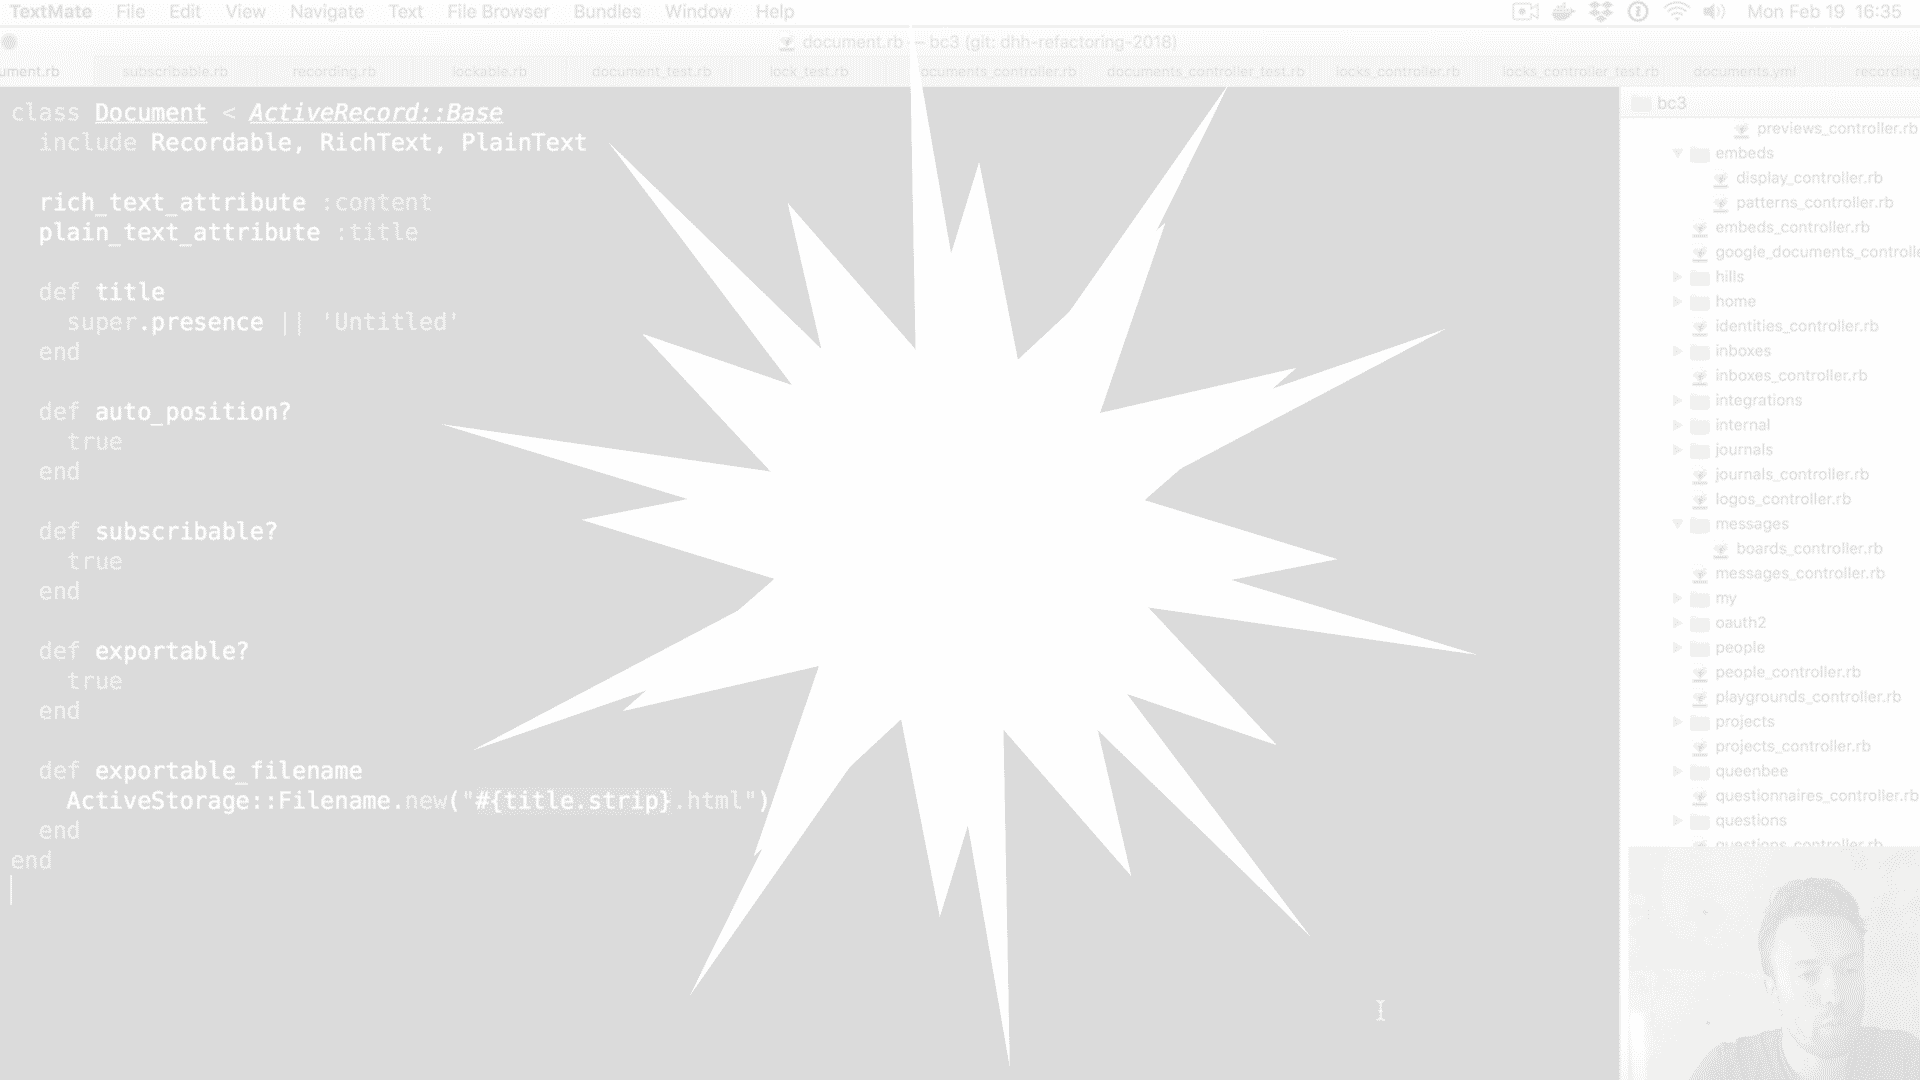 TextMate File Edit View Navigate Text File Browser Bundles Window Help Mon Feb 19 16:35
document.rb — bc3 (git: dhh-refactoring-2018)
ument.rb subscribable.rb recording.rb lockable.rb document_test.rb lock_test.rb ocuments_controller.rb documents_controller_test.rb locks_controller.rb locks_controller_test.rb documents.yml recording
class Document < ActiveRecord::Base
include Recordable, RichText, PlainText
rich_text_attribute :content
plain_text_attribute :title
def title
super.presence || 'Untitled'
end
def auto_position?
true
end
def subscribable?
true
end
def exportable?
true
end
def exportable_filename
ActiveStorage::Filename.new("#{title.strip}.html")
end
end
bc3
previews_controller.rb
embeds
display_controller.rb
patterns_controller.rb
embeds_controller.rb
google_documents_controlle
hills
home
identities_controller.rb
inboxes
inboxes_controller.rb
integrations
internal
journals
journals_controller.rb
logos_controller.rb
messages
boards_controller.rb
messages_controller.rb
my
oauth2
people
people_controller.rb
playgrounds_controller.rb
projects
projects_controller.rb
queenbee
questionnaires_controller.rb
questions
questions_controller.rb